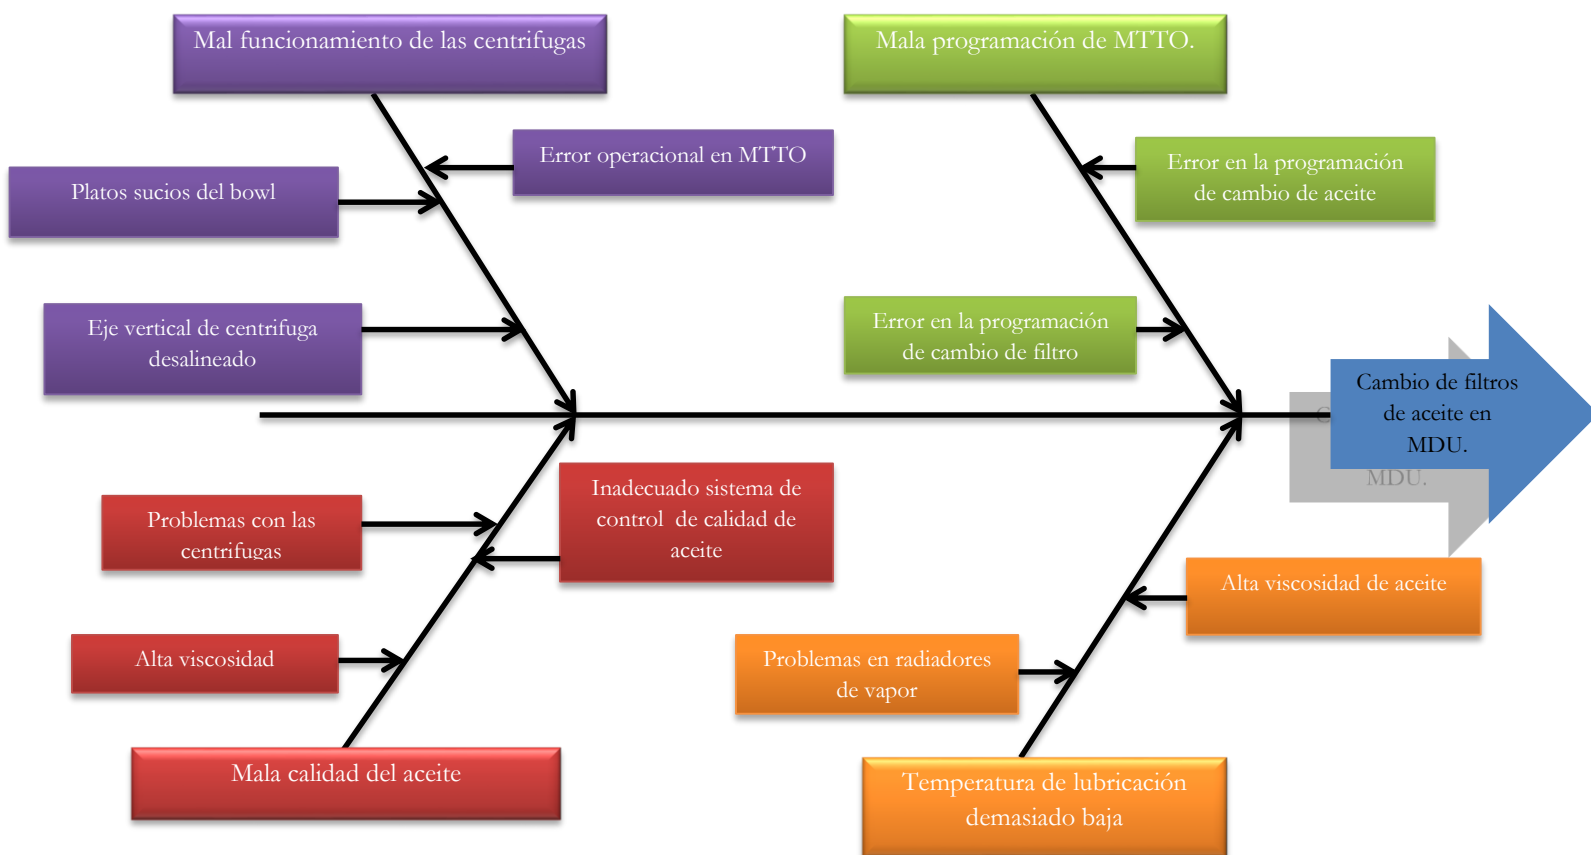 Mal funcionamiento de las centrifugas
Mala programación de MTTO.
Error operacional en MTTO
Platos sucios del bowl
Eje vertical de centrifuga
desalineado
Error en la programación
de cambio de aceite
Error en la programación
de cambio de filtro
Cambio de filtros
de aceite en
MDU.
C
MDU.
Problemas con las
centrifugas
Inadecuado sistema de
control de calidad de
aceite
Alta viscosidad
Mala calidad del aceite
Alta viscosidad de aceite
Problemas en radiadores
de vapor
Temperatura de lubricación
demasiado baja